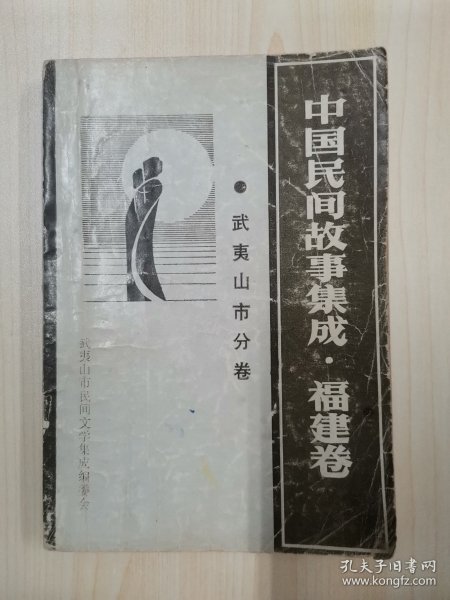 中国民间故事集成·福建卷
●武夷山市分卷
武夷山市民间文学集成编委会
孔夫子旧书网
www.kongfz.com